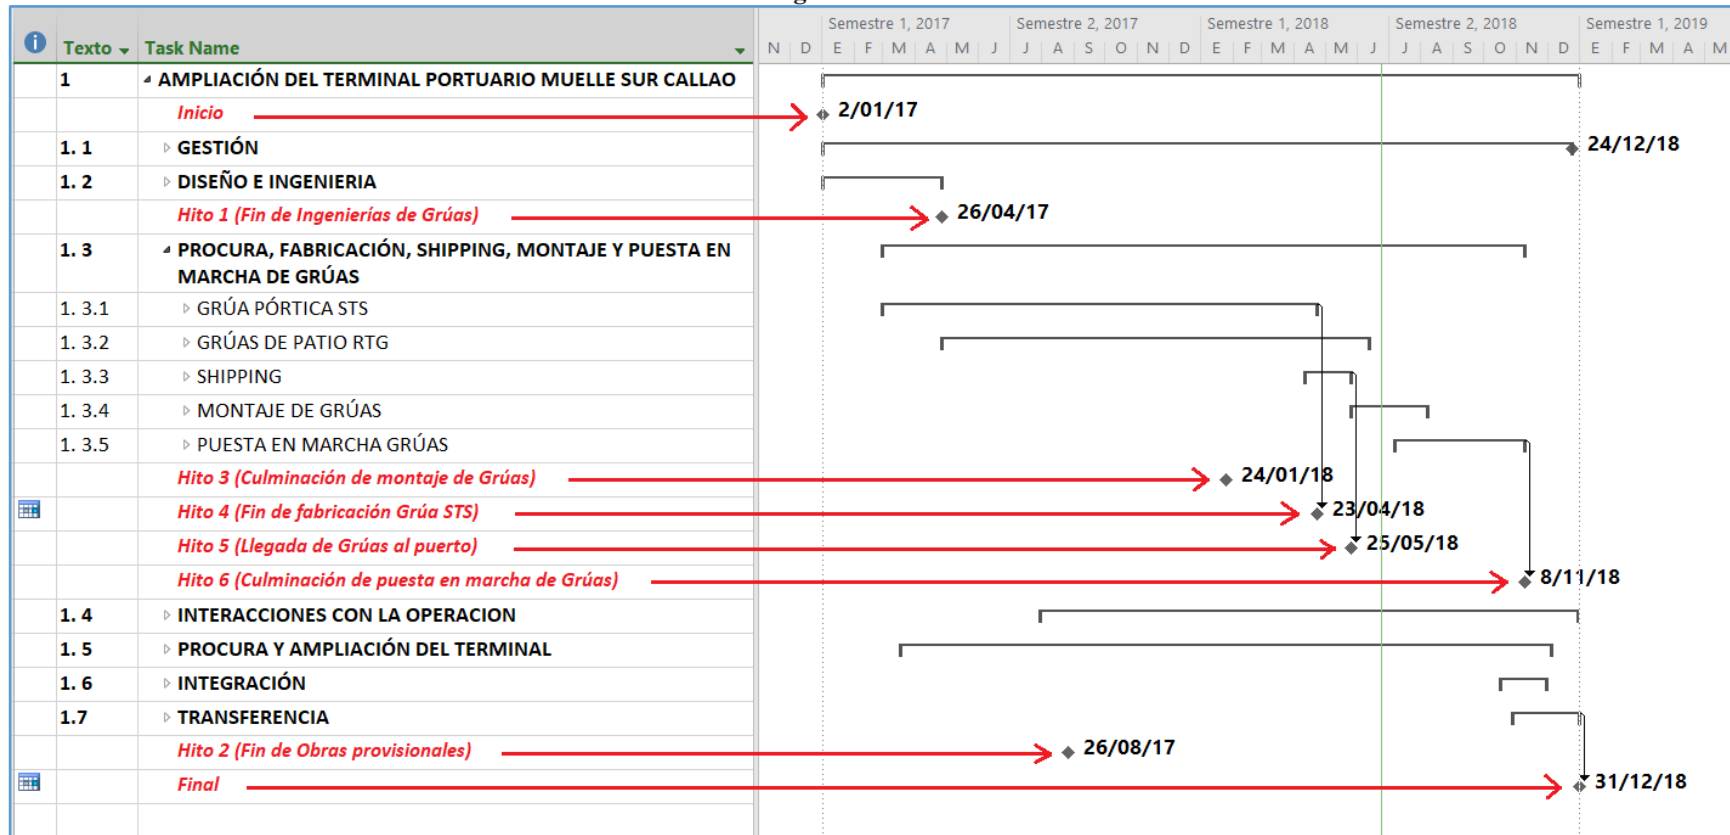 Semestre 1, 2017 Semestre 2, 2017 Semestre 1, 2018 Semestre 2, 2018 Semestre 1, 2019
Texto Task Name N D E F M A M J J A S O N D E F M A M J J A S O N D E F M A M
1 AMPLIACIÓN DEL TERMINAL PORTUARIO MUELLE SUR CALLAO
Inicio 2/01/17
1. 1 GESTIÓN 24/12/18
1. 2 DISEÑO E INGENIERIA
Hito 1 (Fin de Ingenierías de Grúas) 26/04/17
1. 3 PROCURA, FABRICACIÓN, SHIPPING, MONTAJE Y PUESTA EN
MARCHA DE GRÚAS
1. 3.1 GRÚA PÓRTICA STS
1. 3.2 GRÚAS DE PATIO RTG
1. 3.3 SHIPPING
1. 3.4 MONTAJE DE GRÚAS
1. 3.5 PUESTA EN MARCHA GRÚAS
Hito 3 (Culminación de montaje de Grúas) 24/01/18
Hito 4 (Fin de fabricación Grúa STS) 23/04/18
Hito 5 (Llegada de Grúas al puerto) 25/05/18
Hito 6 (Culminación de puesta en marcha de Grúas) 8/11/18
1. 4 INTERACCIONES CON LA OPERACION
1. 5 PROCURA Y AMPLIACIÓN DEL TERMINAL
1. 6 INTEGRACIÓN
1.7 TRANSFERENCIA
Hito 2 (Fin de Obras provisionales) 26/08/17
Final 31/12/18